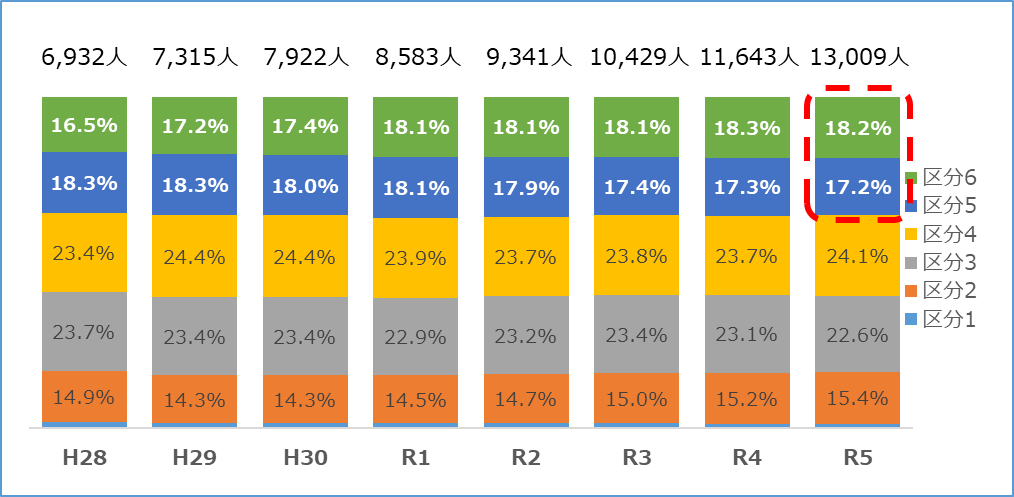 6,932人 7,315人 7,922人 8,583人 9,341人 10,429人 11,643人 13,009人
16.5% 17.2% 17.4% 18.1% 18.1% 18.1% 18.3% 18.2%
18.3% 18.3% 18.0% 18.1% 17.9% 17.4% 17.3% 17.2%
23.4% 24.4% 24.4% 23.9% 23.7% 23.8% 23.7% 24.1%
23.7% 23.4% 23.4% 22.9% 23.2% 23.4% 23.1% 22.6%
14.9% 14.3% 14.3% 14.5% 14.7% 15.0% 15.2% 15.4%
H28 H29 H30 R1 R2 R3 R4 R5
区分6
区分5
区分4
区分3
区分2
区分1